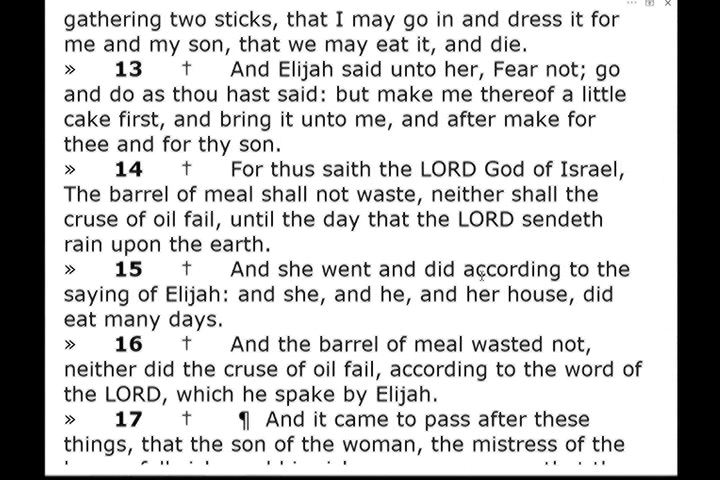 gathering two sticks, that I may go in and dress it for
me and my son, that we may eat it, and die.
» 13 † And Elijah said unto her, Fear not; go
and do as thou hast said: but make me thereof a little
cake first, and bring it unto me, and after make for
thee and for thy son.
» 14 † For thus saith the LORD God of Israel,
The barrel of meal shall not waste, neither shall the
cruse of oil fail, until the day that the LORD sendeth
rain upon the earth.
» 15 † And she went and did according to the
saying of Elijah: and she, and he, and her house, did
eat many days.
» 16 † And the barrel of meal wasted not,
neither did the cruse of oil fail, according to the word of
the LORD, which he spake by Elijah.
» 17 † ¶ And it came to pass after these
things, that the son of the woman, the mistress of the